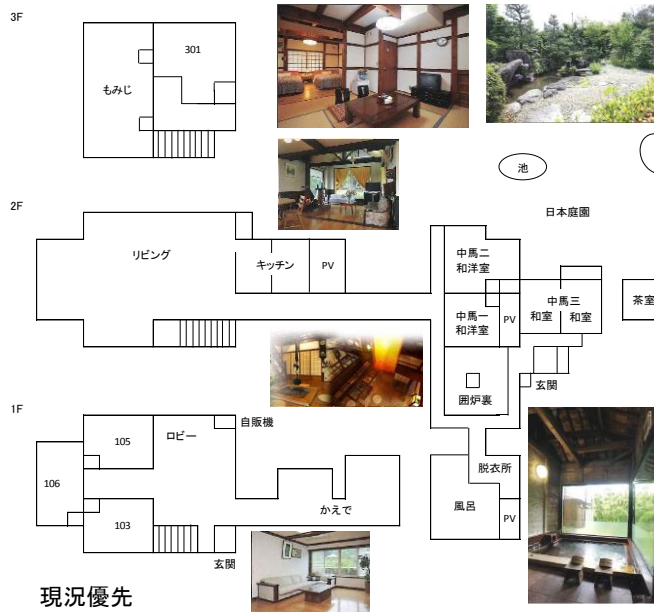 3F
301
もみじ
池
日本庭園
2F
リビング
キッチン
PV
中馬二
和洋室
中馬一
和洋室
PV
中馬三
和室
和室
茶室
囲炉裏
玄関
1F
自販機
105
ロビー
106
103
かえで
脱衣所
風呂
PV
玄関
現況優先